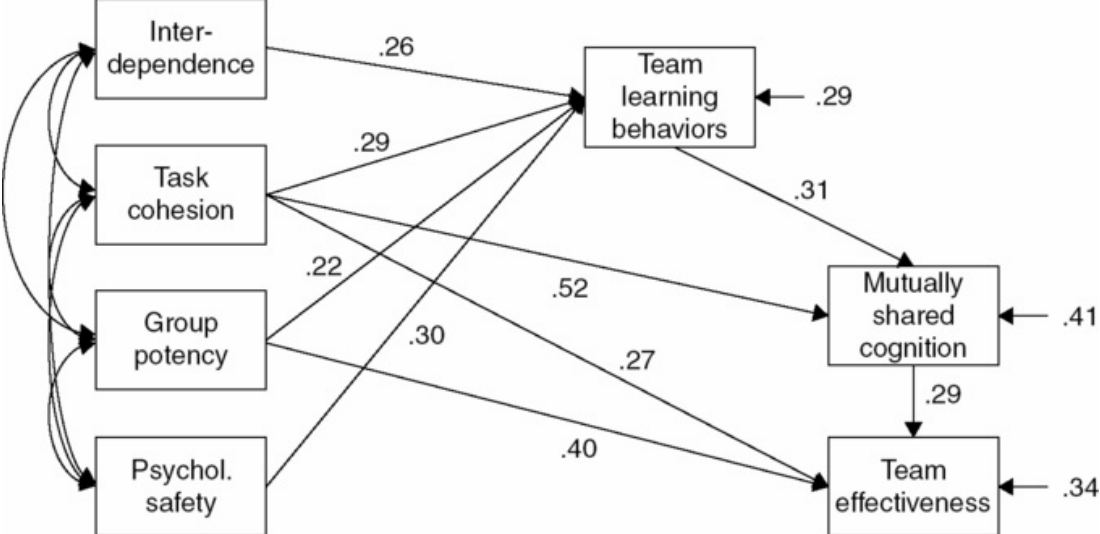 Inter-
dependence
.26
Team
learning
behaviors
.29
Task
cohesion
.29
.31
.22
.52
Mutually
shared
cognition
.41
Group
potency
.30
.27
.29
.40
Psychol.
safety
Team
effectiveness
.34